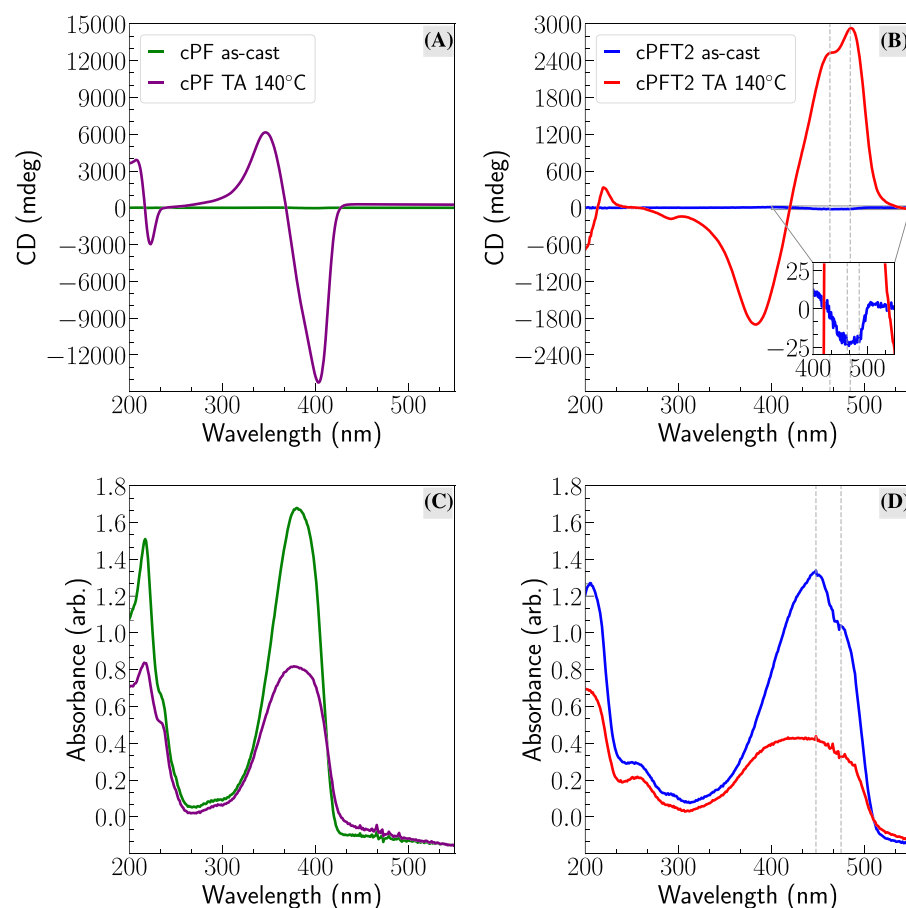 (A)
cPF as-cast
cPF TA 140°C
15000
12000
9000
6000
3000
0
−3000
−6000
−9000
−12000
CD (mdeg)
200 300 400 500
Wavelength (nm)
(B)
cPFT2 as-cast
cPFT2 TA 140°C
3000
2400
1800
1200
600
0
−600
−1200
−1800
−2400
CD (mdeg)
25
0
−25
400 500
200 300 400 500
Wavelength (nm)
(C)
1.8
1.6
1.4
1.2
1.0
0.8
0.6
0.4
0.2
0.0
Absorbance (arb.)
200 300 400 500
Wavelength (nm)
(D)
1.8
1.6
1.4
1.2
1.0
0.8
0.6
0.4
0.2
0.0
Absorbance (arb.)
200 300 400 500
Wavelength (nm)